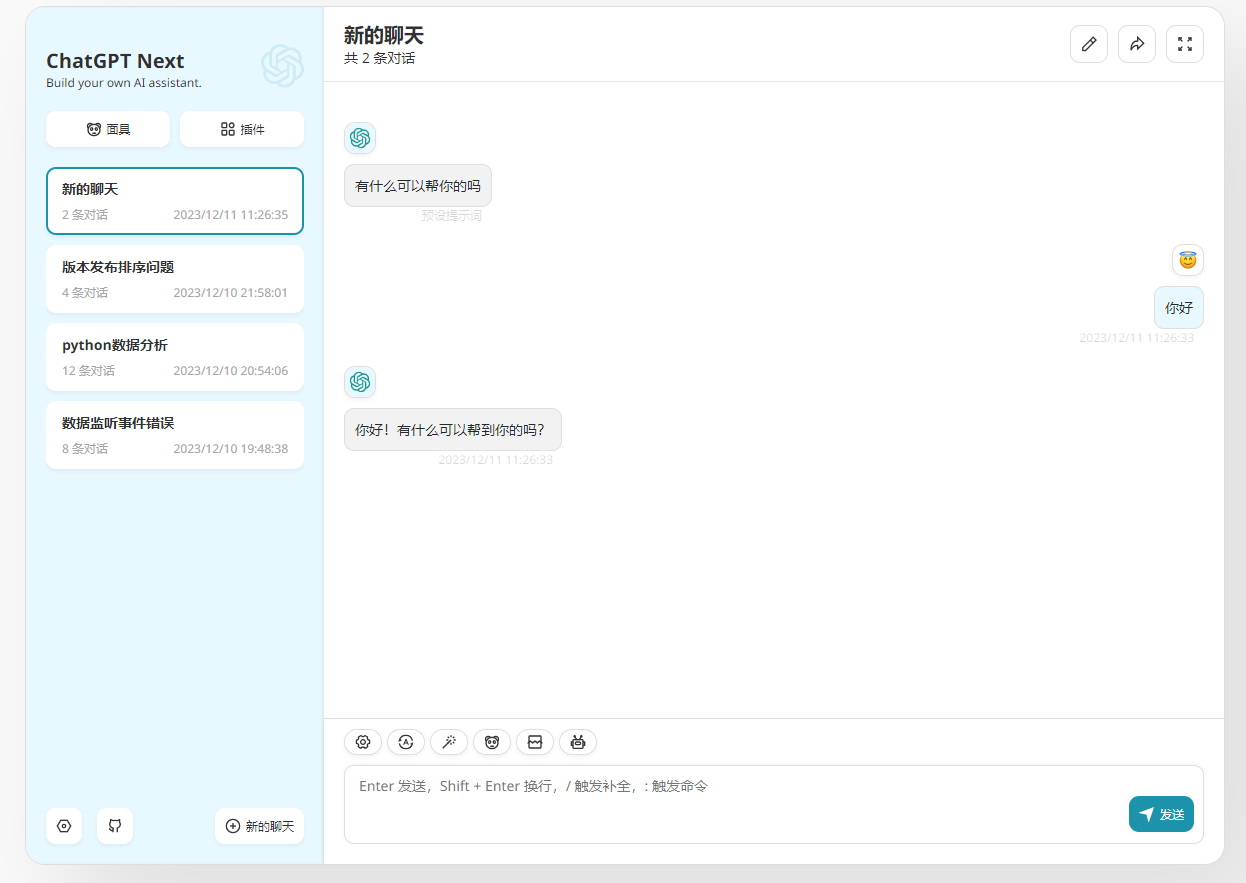 ChatGPT Next
Build your own AI assistant.
面具
插件
新的聊天
2 条对话
2023/12/11 11:26:35
版本发布排序问题
4 条对话
2023/12/10 21:58:01
python数据分析
12 条对话
2023/12/10 20:54:06
数据监听事件错误
8 条对话
2023/12/10 19:48:38
新的聊天
新的聊天
共 2 条对话
有什么可以帮你的吗
预设提示词
你好
2023/12/11 11:26:33
你好！有什么可以帮到你的吗？
2023/12/11 11:26:33
Enter 发送，Shift + Enter 换行，/ 触发补全，: 触发命令
发送